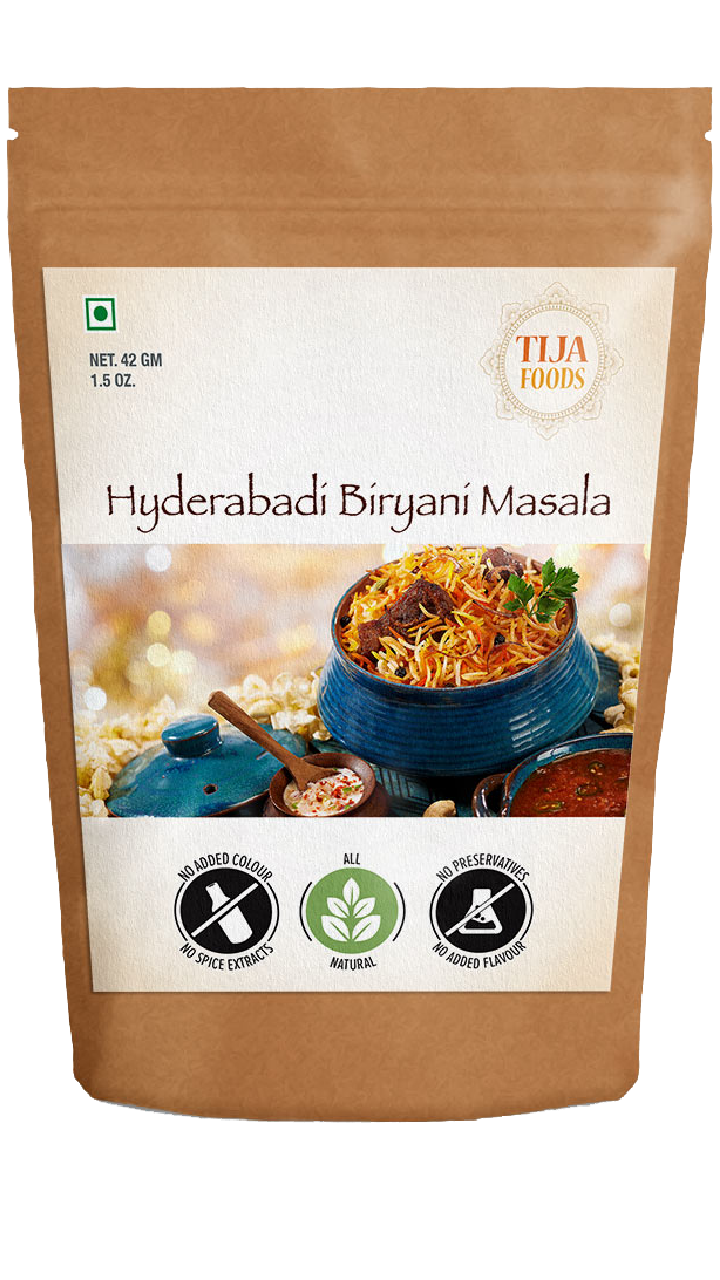 NET. 42 GM
1.5 OZ.
TIJA
FOODS
Hyderabadi Biryani Masala
NO ADDED COLOUR
NO SPICE EXTRACTS
ALL
NATURAL
NO PRESERVATIVES
NO ADDED FLAVOUR